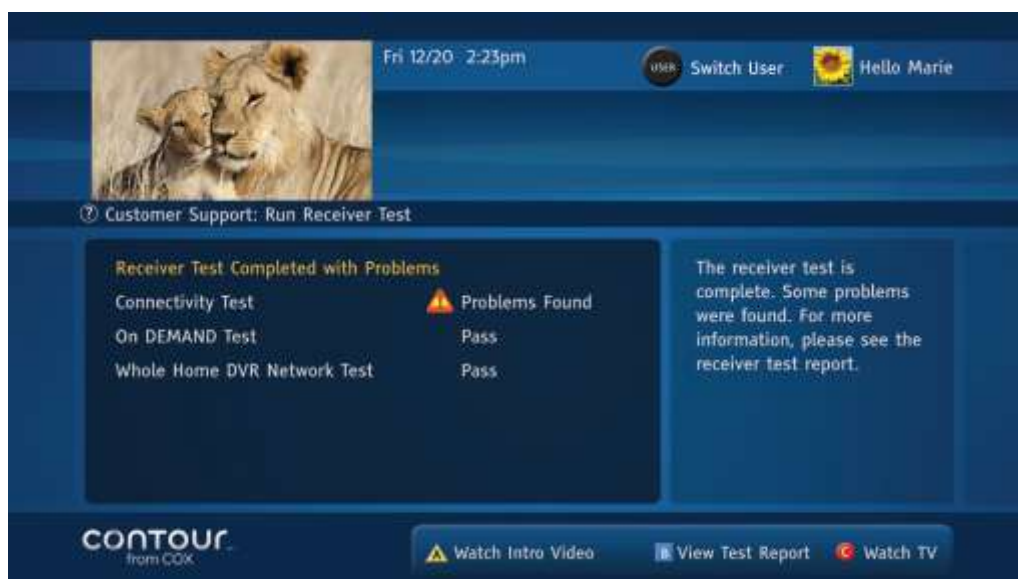 Fri 12/20 2:23pm
USER Switch User
Hello Marie
? Customer Support: Run Receiver Test
Receiver Test Completed with Problems
Connectivity Test ! Problems Found
On DEMAND Test Pass
Whole Home DVR Network Test Pass
The receiver test is
complete. Some problems
were found. For more
information, please see the
receiver test report.
contour
from COX
A Watch Intro Video
B View Test Report
C Watch TV